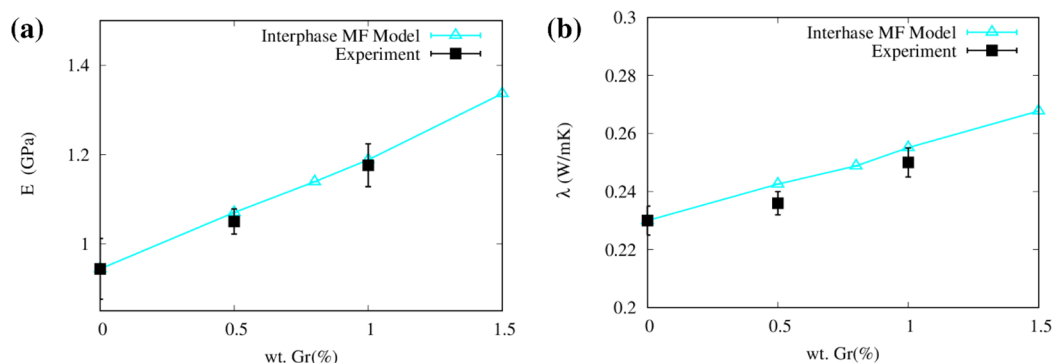 (a)
Interphase MF Model
Experiment
1.4
1.2
1
E (GPa)
0
0.5
1
1.5
wt. Gr(%)
(b)
Interhase MF Model
Experiment
0.3
0.28
0.26
0.24
0.22
0.2
λ (W/mK)
0
0.5
1
1.5
wt. Gr(%)